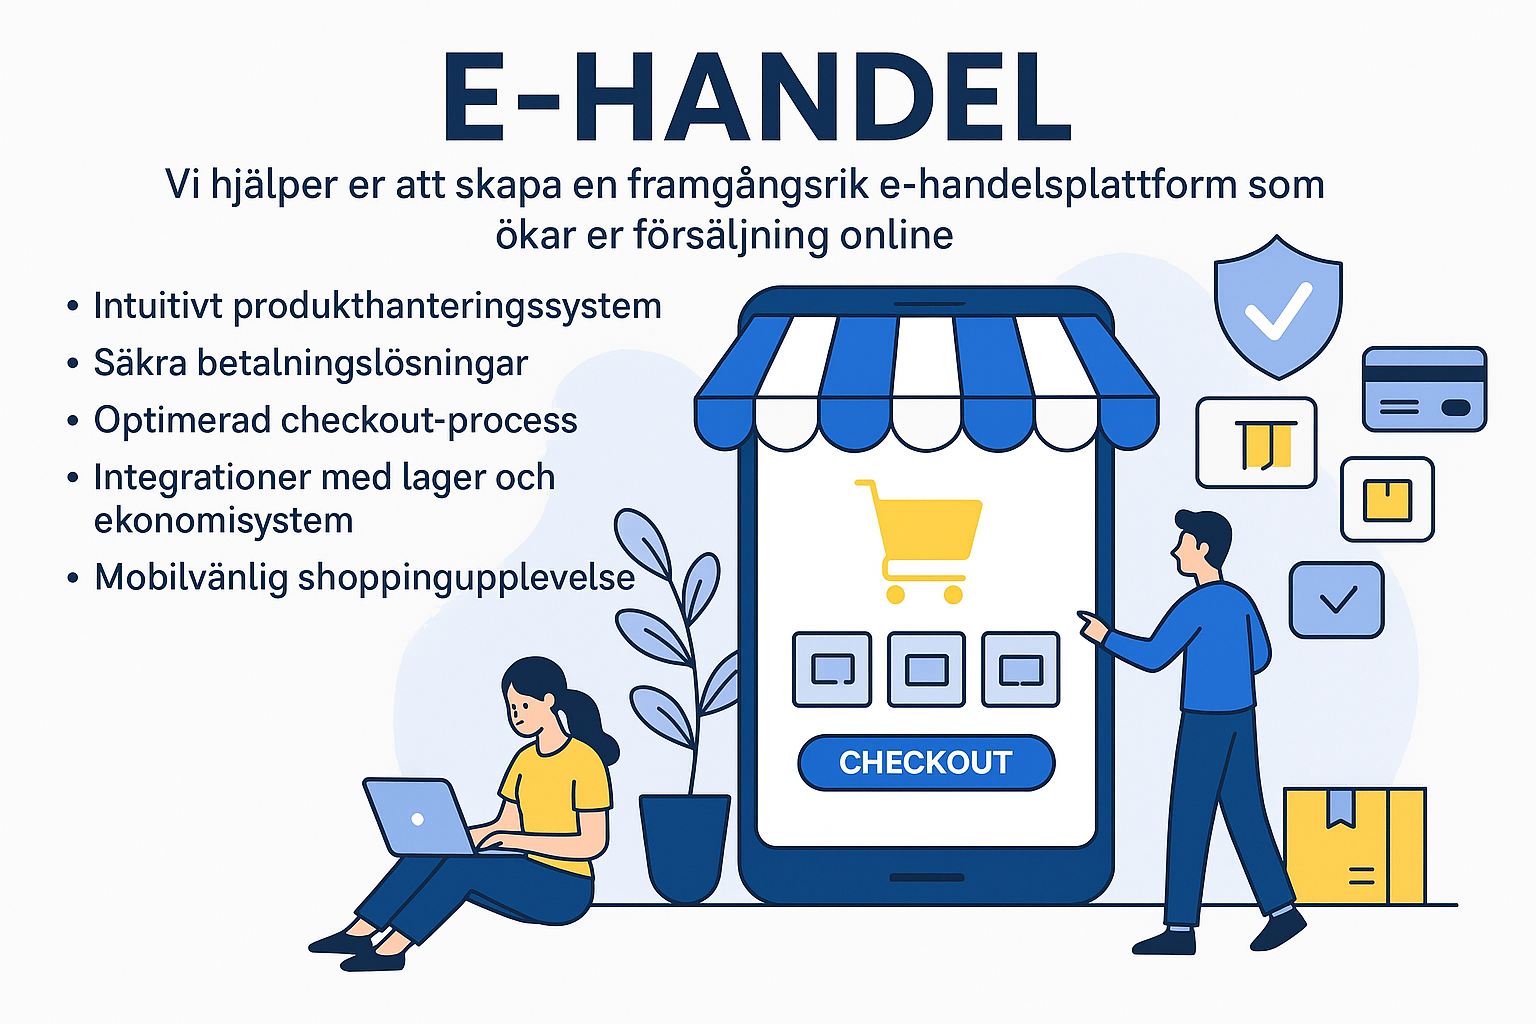 E-HANDEL
Vi hjälper er att skapa en framgångsrik e-handelsplattform som
ökar er försäljning online
• Intuitivt produkthanteringssystem
• Säkra betalningslösningar
• Optimerad checkout-process
• Integrationer med lager och
ekonomisystem
• Mobilvänlig shoppingupplevelse
CHECKOUT